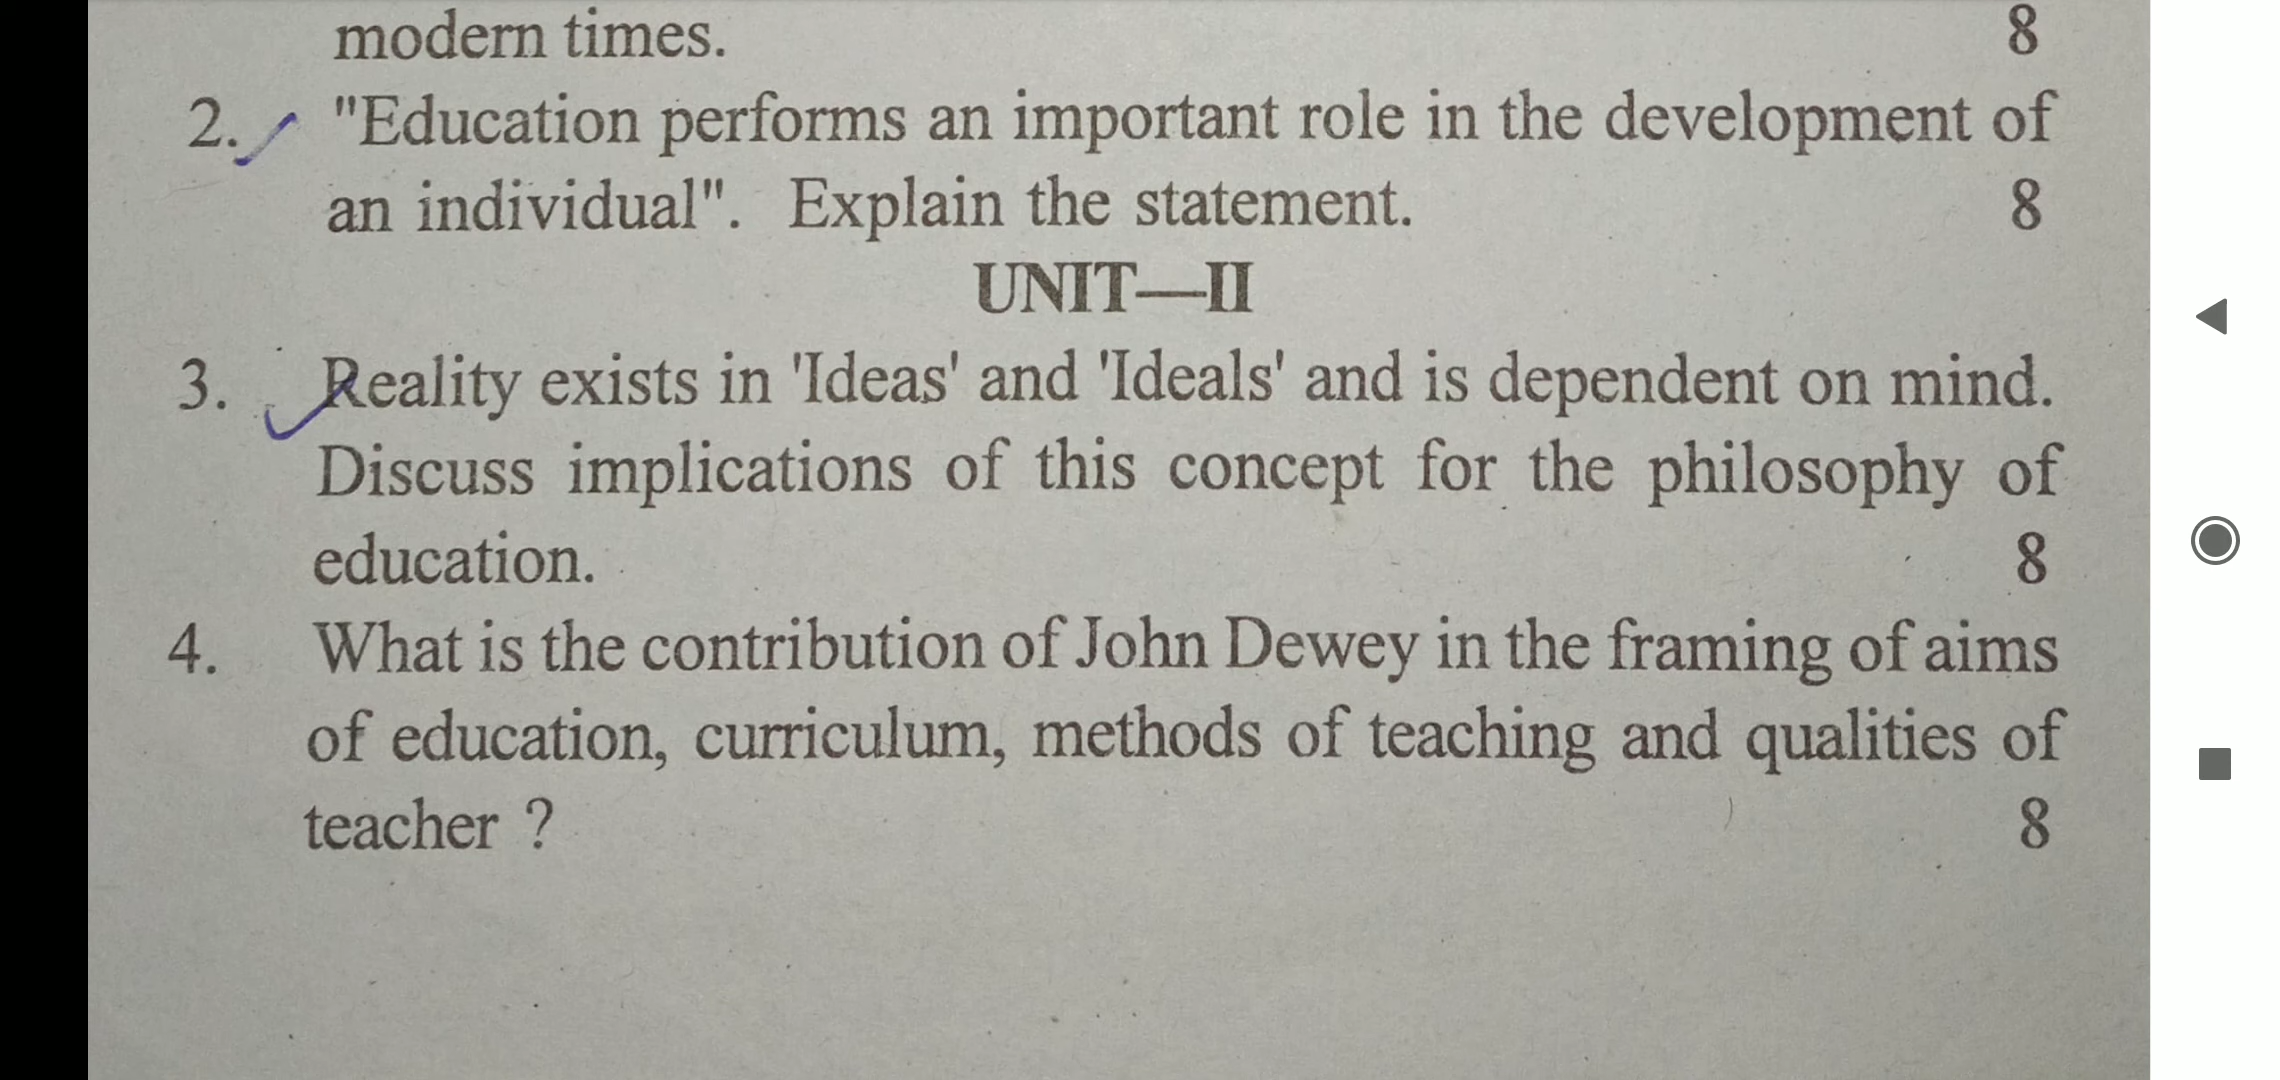 modern times. 8
2. "Education performs an important role in the development of
an individual". Explain the statement. 8
UNIT—II
3. Reality exists in 'Ideas' and 'Ideals' and is dependent on mind.
Discuss implications of this concept for the philosophy of
education. 8
4. What is the contribution of John Dewey in the framing of aims
of education, curriculum, methods of teaching and qualities of
teacher ? 8